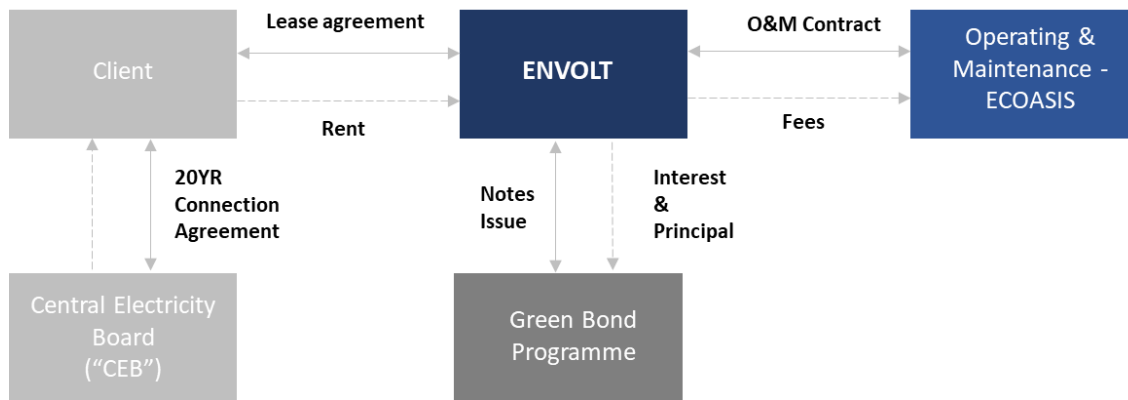 Lease agreement
Client
Rent
ENVOLT
O&M Contract
Fees
Operating &
Maintenance -
ECOASIS
20YR
Connection
Agreement
Notes
Issue
Interest
&
Principal
Central Electricity
Board
(“CEB”)
Green Bond
Programme